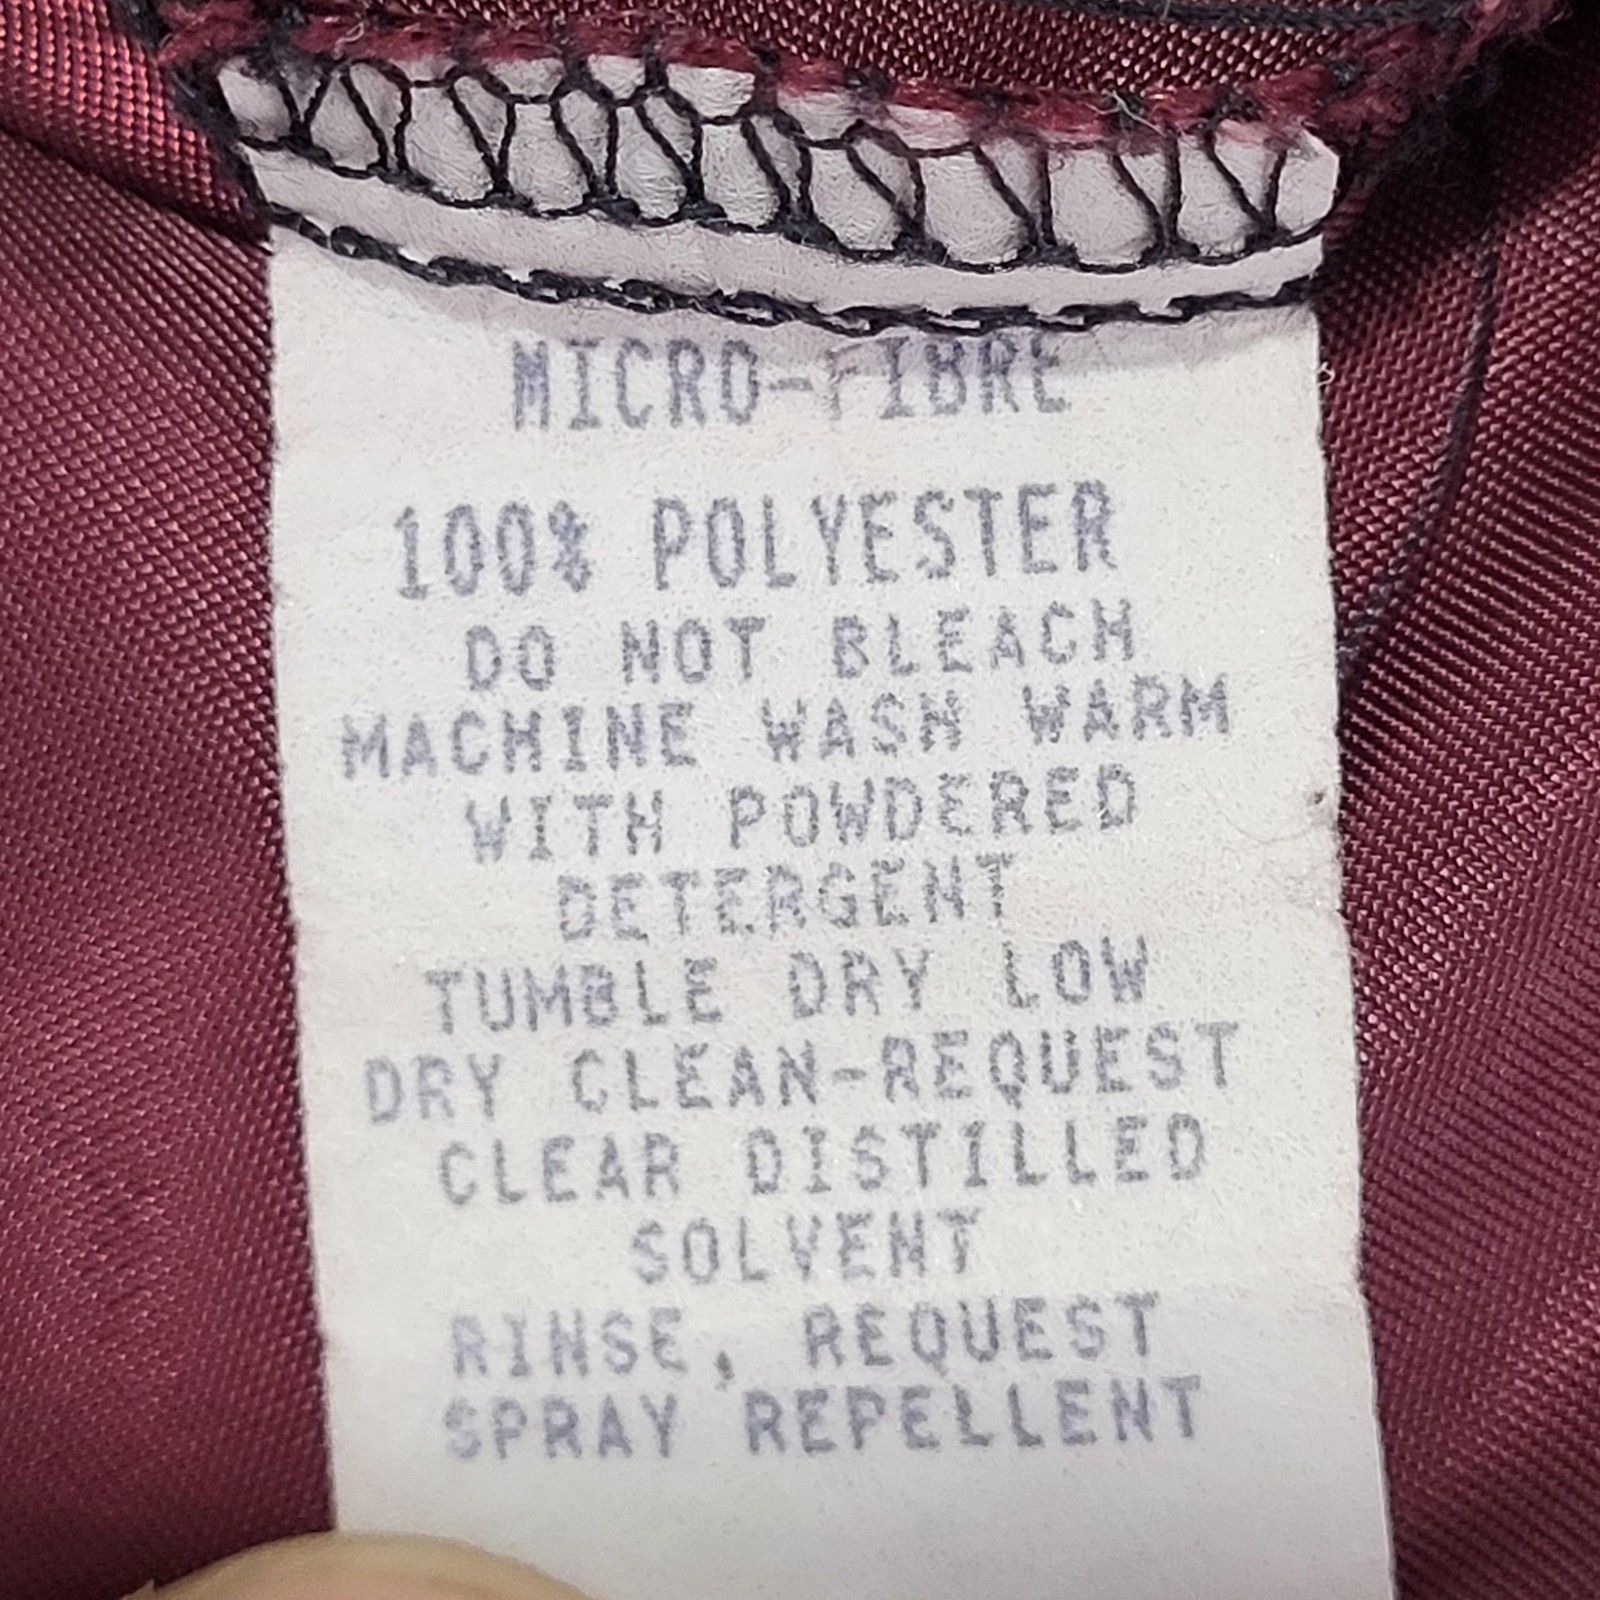 MICRO-FIBRE
100% POLYESTER
DO NOT BLEACH
MACHINE WASH WARM
WITH POWDERED
DETERGENT
TUMBLE DRY LOW
DRY CLEAN-REQUEST
CLEAR DISTILLED
SOLVENT
RINSE, REQUEST
SPRAY REPELLENT